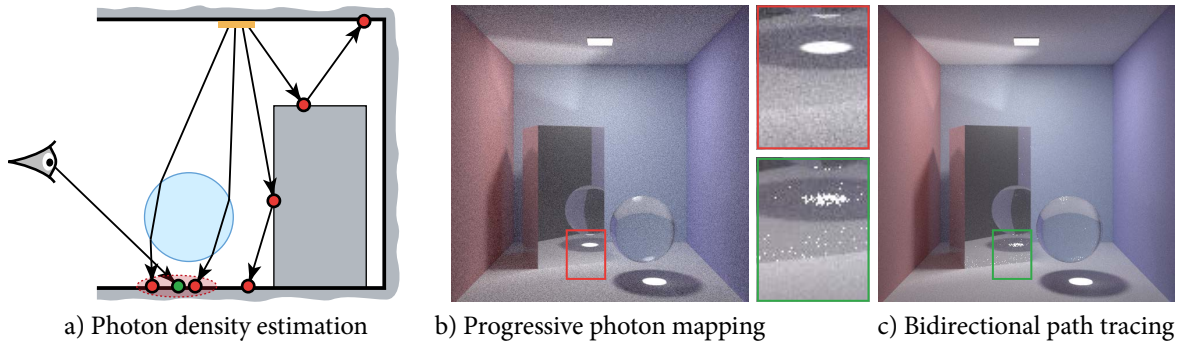 a) Photon density estimation
b) Progressive photon mapping
c) Bidirectional path tracing